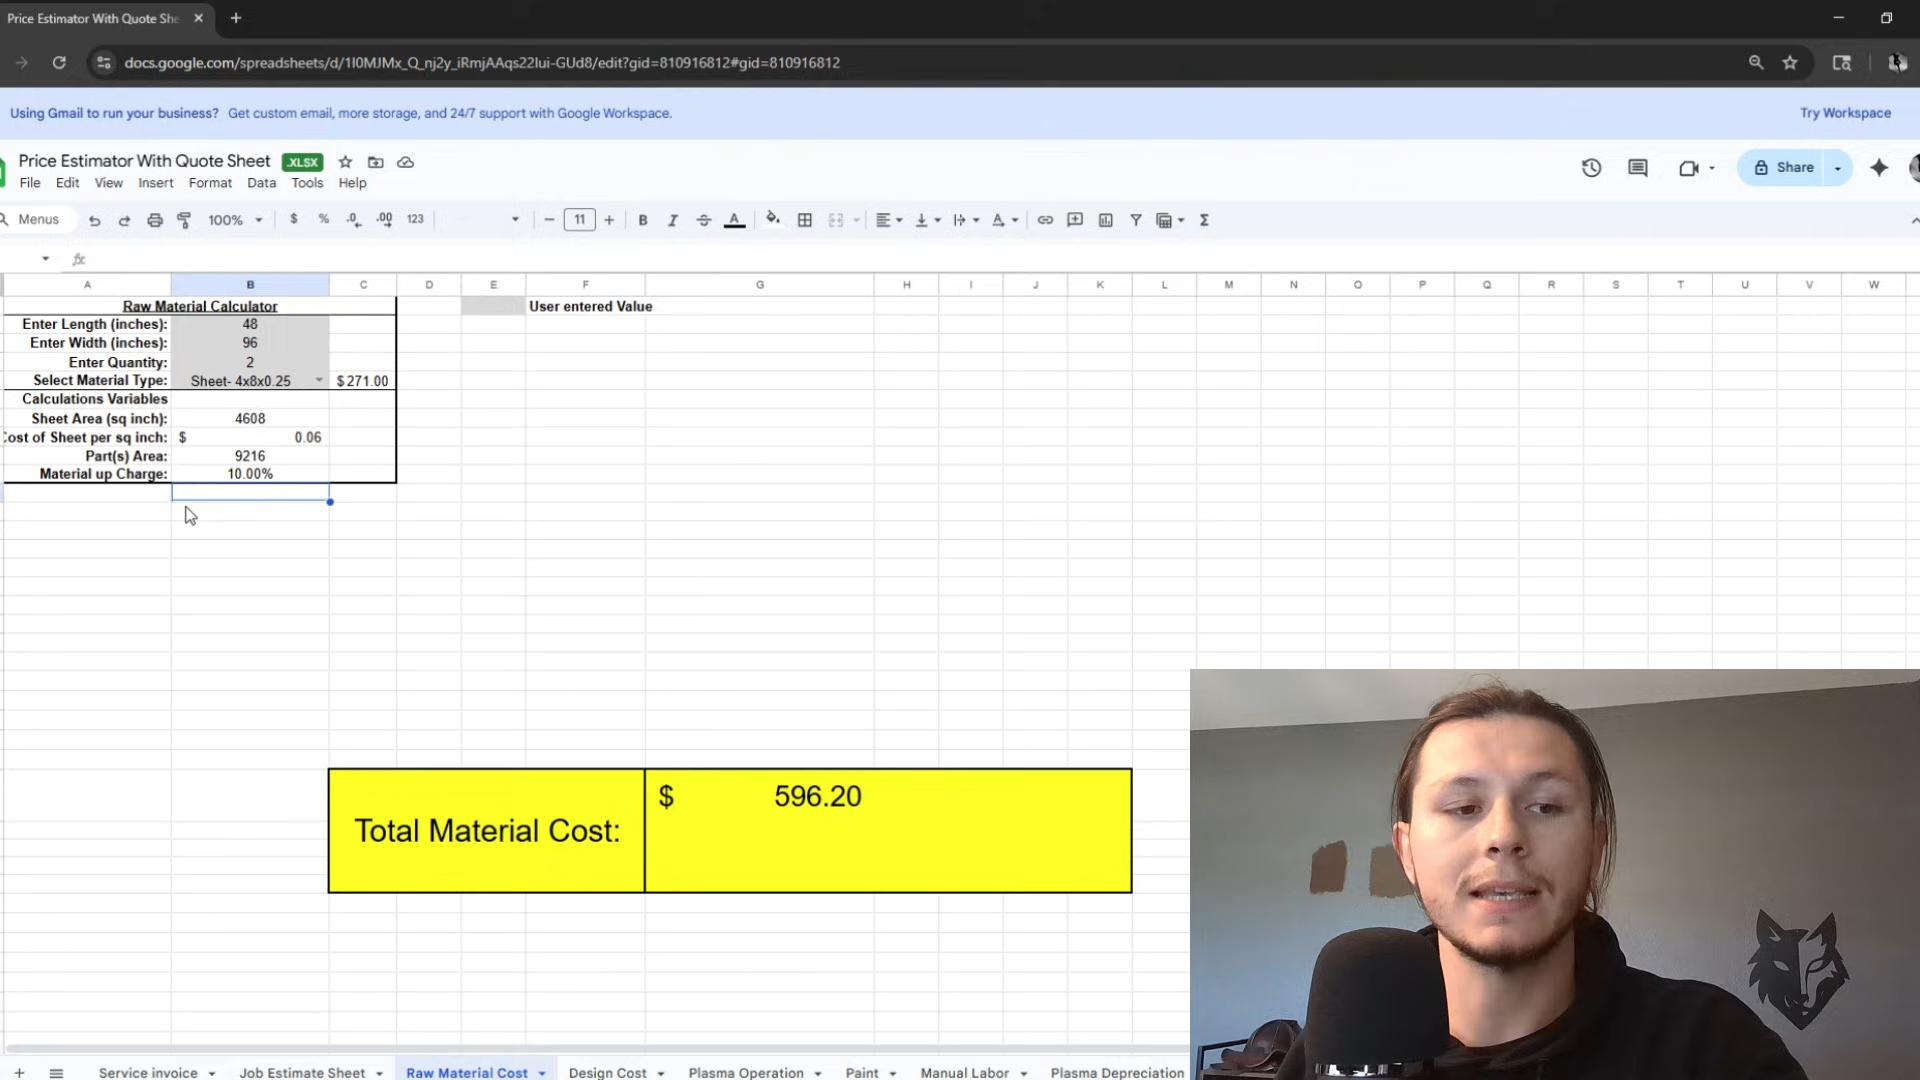 Price Estimator With Quote She
docs.google.com/spreadsheets/d/1I0MJMx_Q_nj2y_iRmjAAqs22Iui-GUd8/edit?gid=810916812#gid=810916812
Using Gmail to run your business? Get custom email, more storage, and 24/7 support with Google Workspace. Try Workspace
Price Estimator With Quote Sheet .XLSX
Share
File Edit View Insert Format Data Tools Help
Menus 100% $ % .0 .00 123 11 B I S A
fx
A B C D E F G H I J K L M N O P Q R S T U V W
Raw Material Calculator User entered Value
Enter Length (inches): 48
Enter Width (inches): 96
Enter Quantity: 2
Select Material Type: Sheet- 4x8x0.25 $271.00
Calculations Variables
Sheet Area (sq inch): 4608
Cost of Sheet per sq inch: $ 0.06
Part(s) Area: 9216
Material up Charge: 10.00%
Total Material Cost: $ 596.20
Service invoice Job Estimate Sheet Raw Material Cost Design Cost Plasma Operation Paint Manual Labor Plasma Depreciation